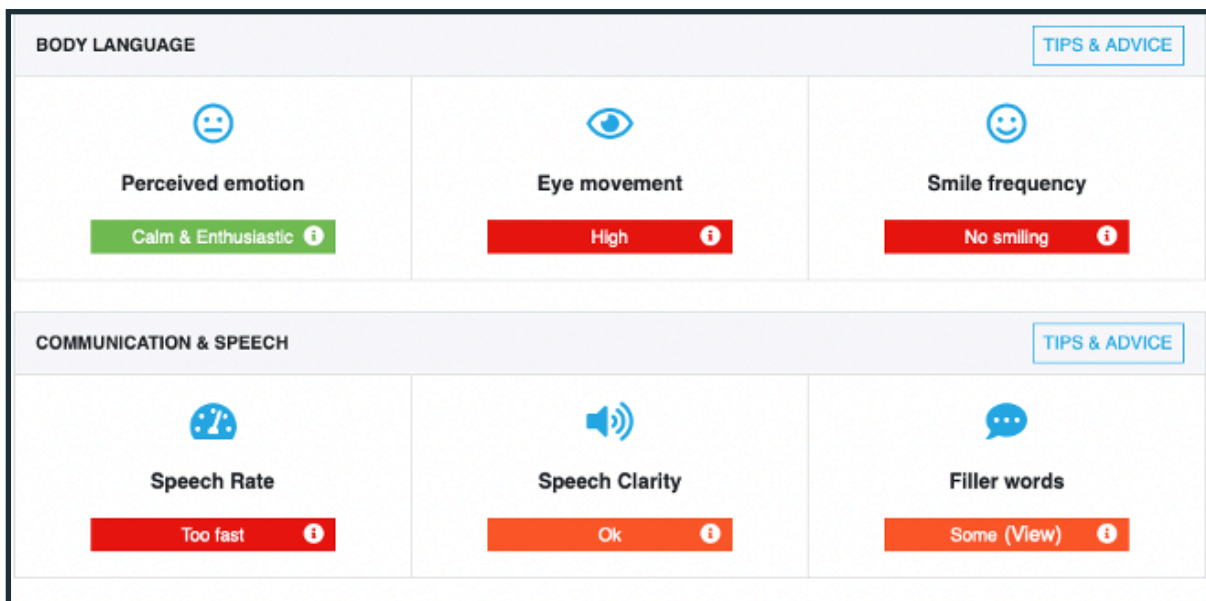 BODY LANGUAGE
TIPS & ADVICE
Perceived emotion
Eye movement
Smile frequency
Calm & Enthusiastic
High
No smiling
COMMUNICATION & SPEECH
TIPS & ADVICE
Speech Rate
Speech Clarity
Filler words
Too fast
Ok
Some (View)